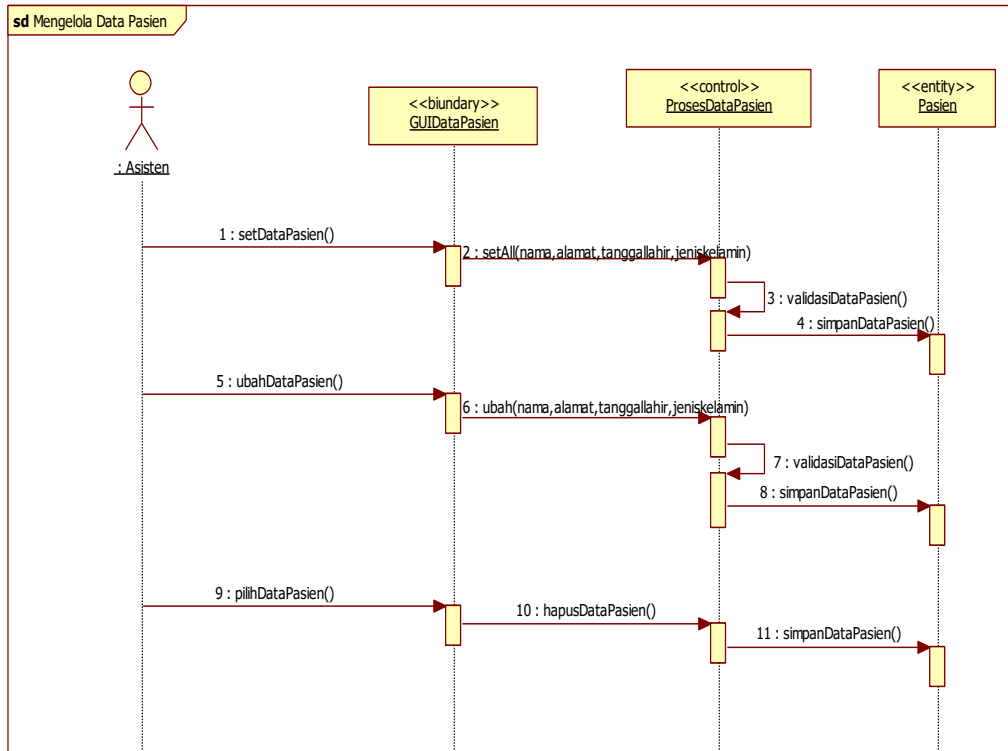 sd Mengelola Data Pasien
: Asisten
<<biundary>>
GUIDataPasien
<<control>>
ProsesDataPasien
<<entity>>
Pasien
1 : setDataPasien()
2 : setAll(nama,alamat,tanggallahir,jeniskelamin)
3 : validasiDataPasien()
4 : simpanDataPasien()
5 : ubahDataPasien()
6 : ubah(nama,alamat,tanggallahir,jeniskelamin)
7 : validasiDataPasien()
8 : simpanDataPasien()
9 : pilihDataPasien()
10 : hapusDataPasien()
11 : simpanDataPasien()